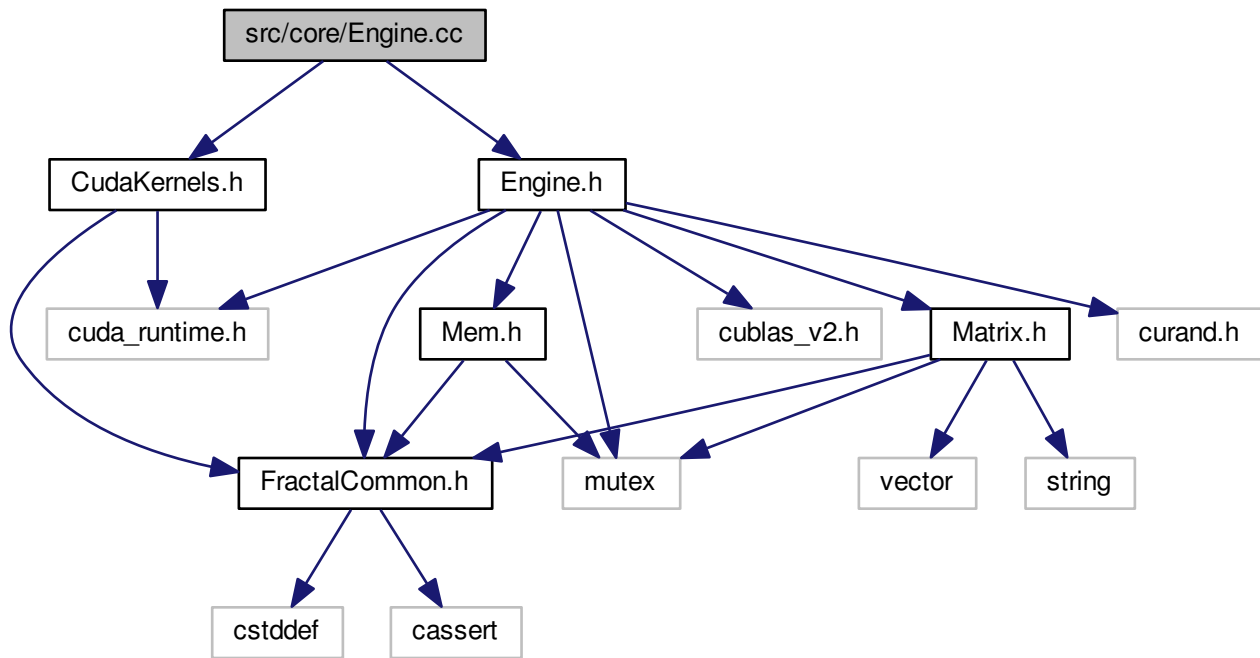 src/core/Engine.cc
CudaKernels.h
Engine.h
cuda_runtime.h
Mem.h
cublas_v2.h
Matrix.h
curand.h
FractalCommon.h
mutex
vector
string
cstddef
cassert